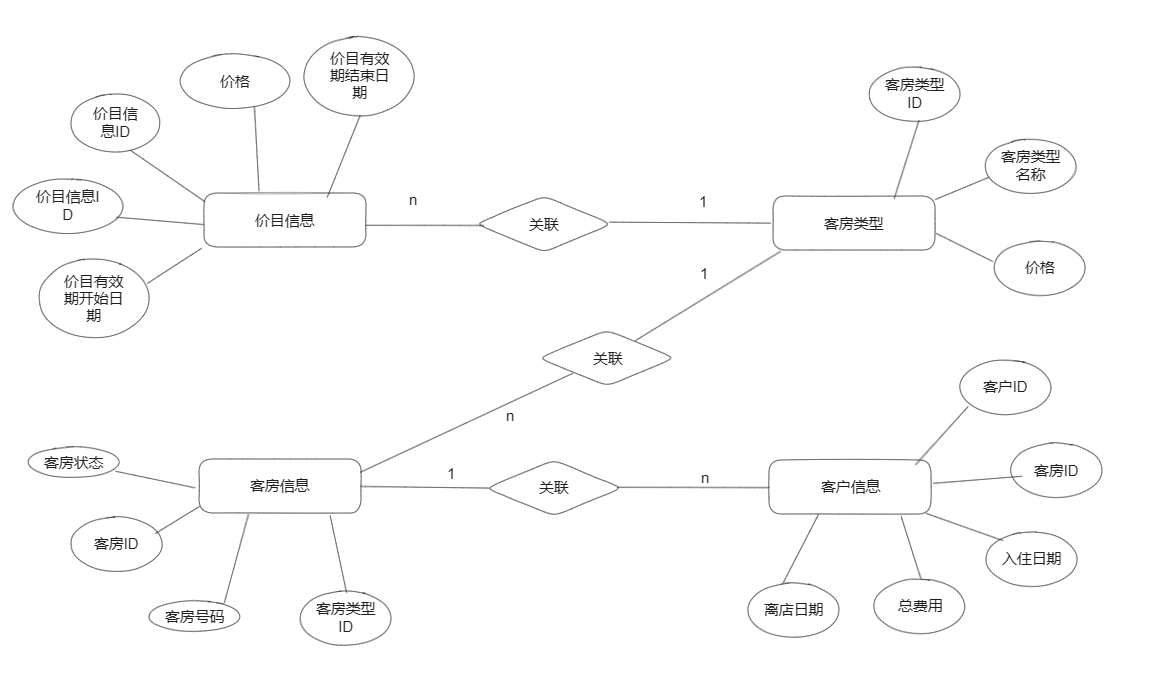 价目有效
期结束日
期
价格
客房类型
ID
价目信
息ID
客房类型
名称
价目信息I
D
n
1
价目信息
关联
客房类型
价格
价目有效
期开始日
期
1
关联
客户ID
n
客房状态
客房信息
1
关联
n
客户信息
客房ID
客房ID
入住日期
客房号码
客房类型
ID
离店日期
总费用